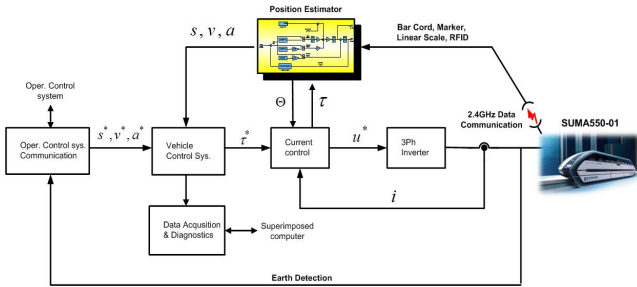 Position Estimator
s, v, a
Bar Cord, Marker,
Linear Scale, RFID
Oper. Control
system
Θ
τ
2.4GHz Data
Communication
SUMA550-01
Oper. Control sys.
Communication
s*, v*, a*
Vehicle
Control Sys.
τ*
Current
control
u*
3Ph
Inverter
i
Data Acqusition
& Diagnostics
Superimposed
computer
Earth Detection